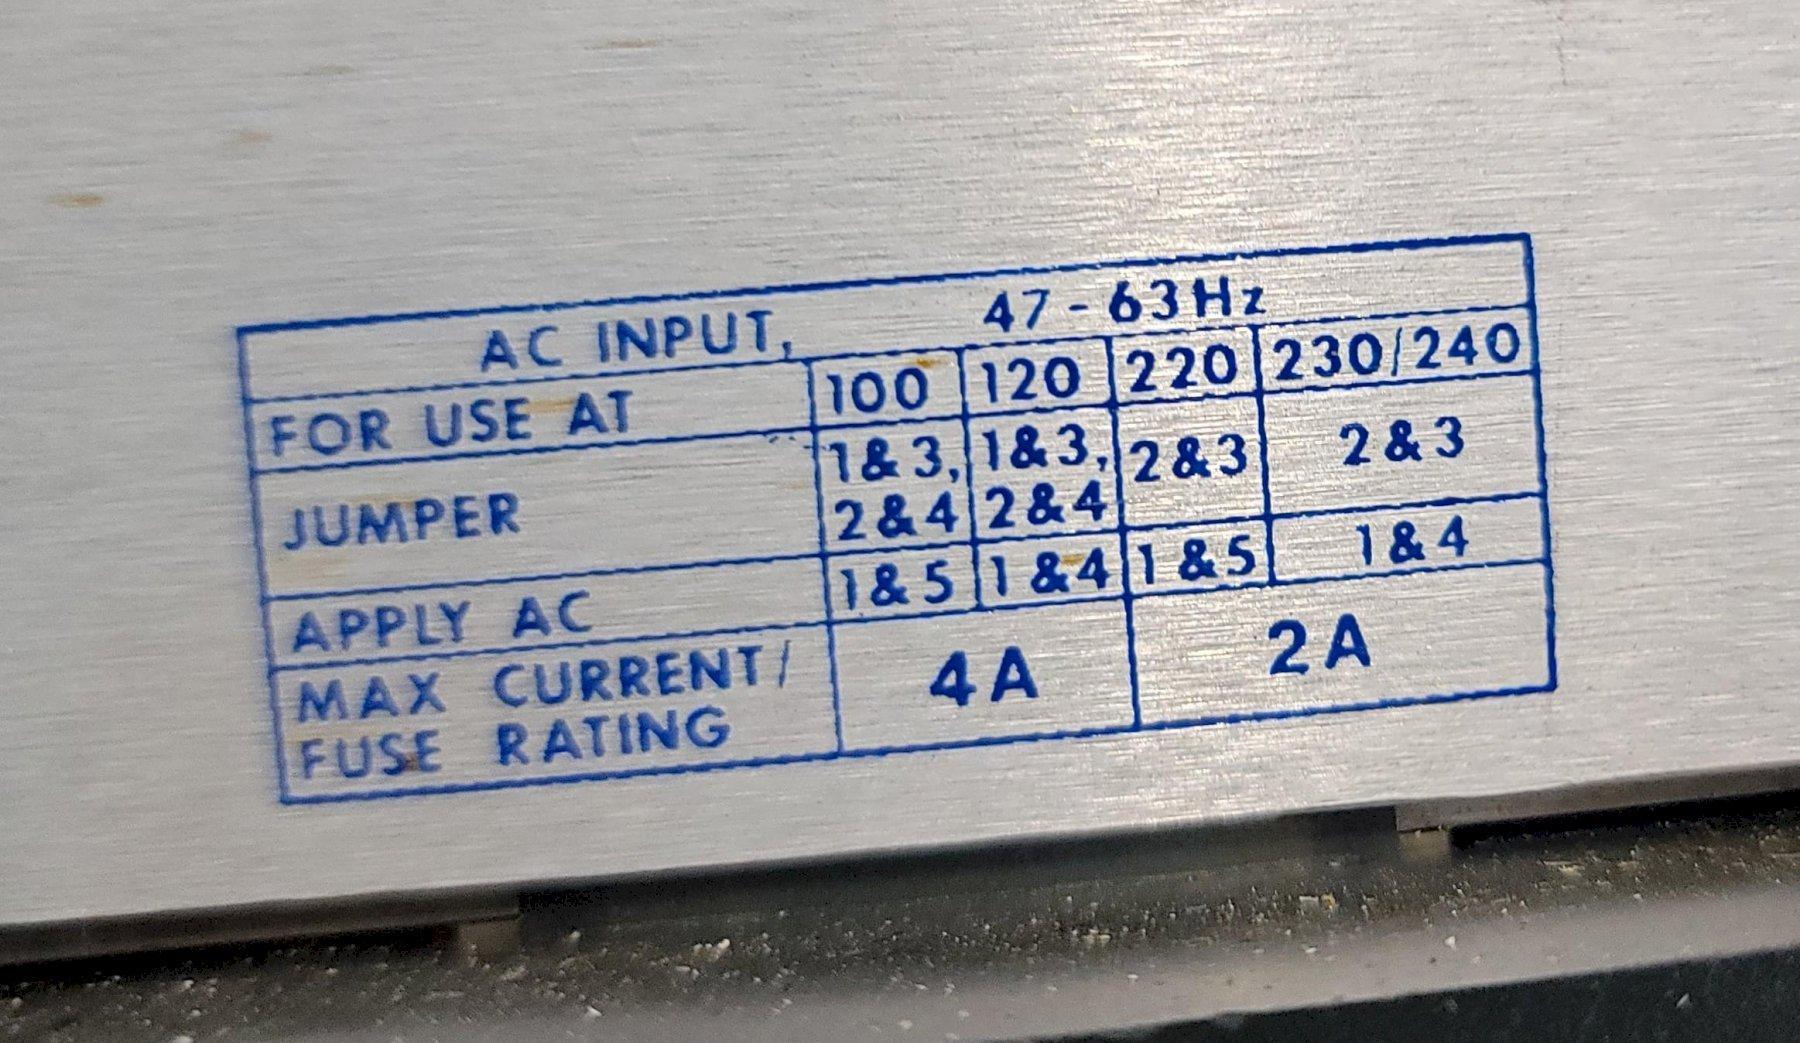 AC INPUT, 47-63Hz
FOR USE AT 100 120 220 230/240
JUMPER 1&3, 2&4 1&3, 2&4 2&3 2&3
APPLY AC 1&5 1&4 1&5 1&4
MAX CURRENT/
FUSE RATING 4A 2A